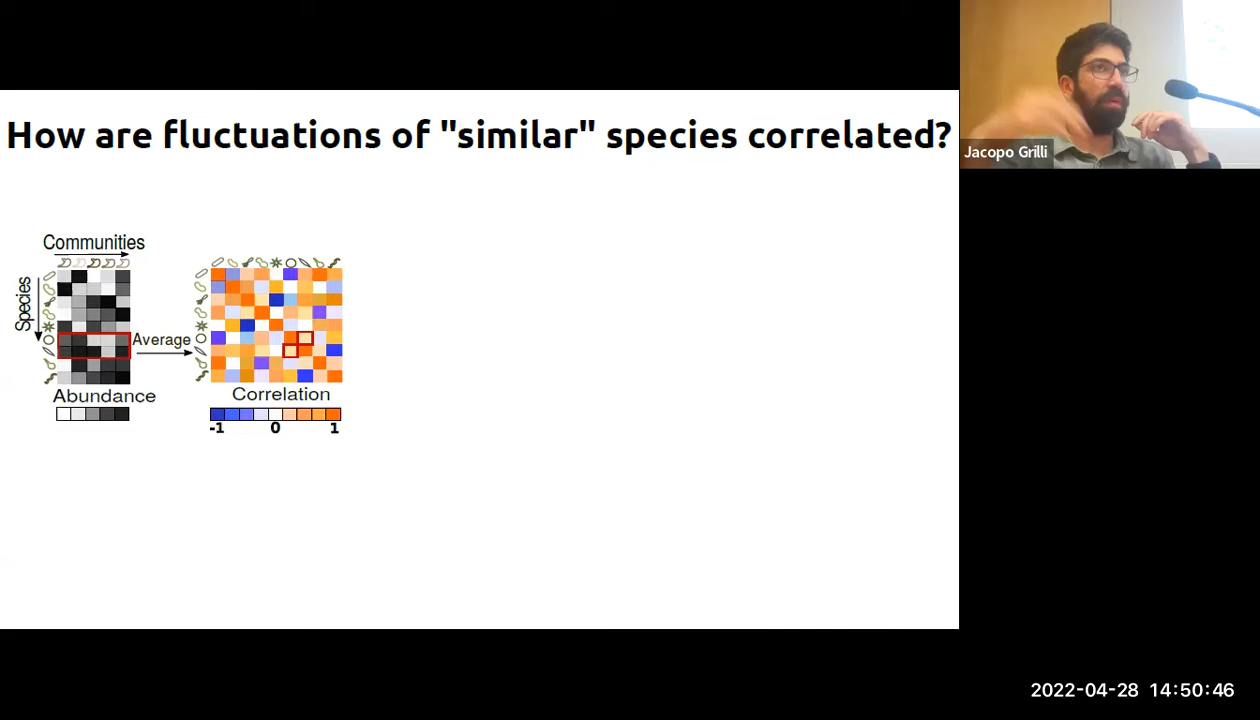 How are fluctuations of "similar" species correlated?
Jacopo Grilli
Communities
Species
Average
Abundance
Correlation
-1 0 1
2022-04-28 14:50:46